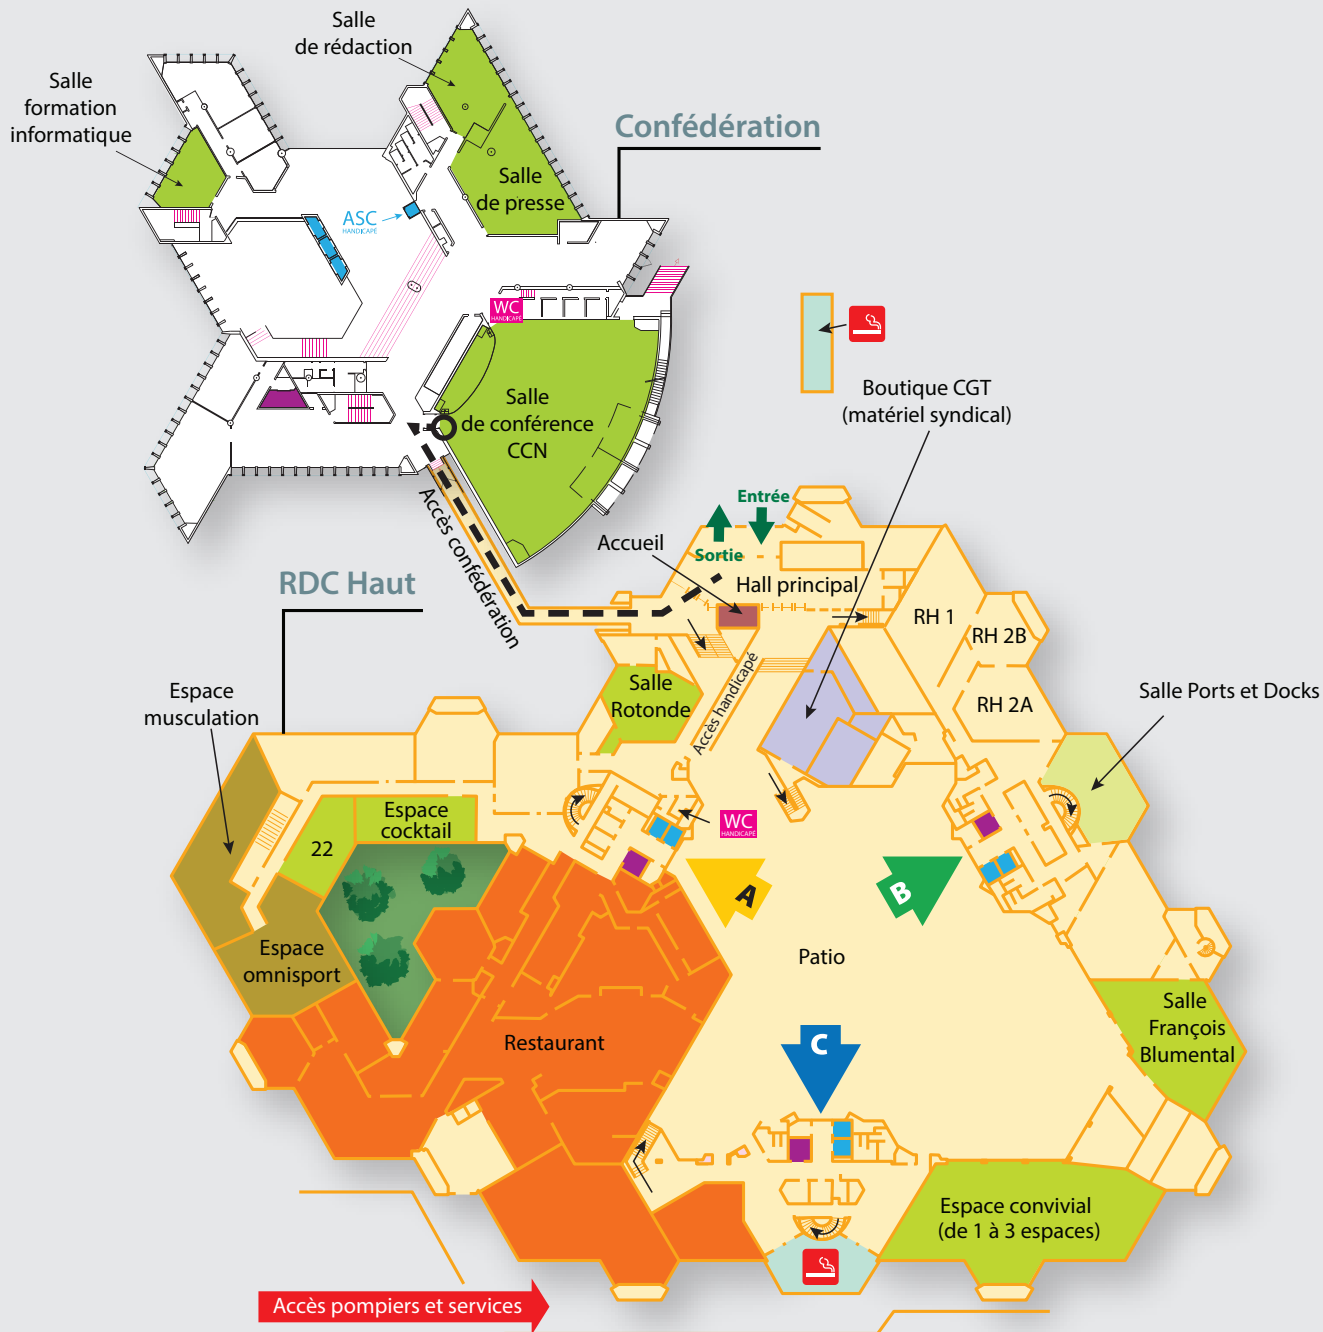 Salle
de rédaction
Salle
formation
informatique
Confédération
Salle
de presse
ASC
HANDICAPÉ
WC
HANDICAPÉ
Salle
de conférence
CCN
Boutique CGT
(matériel syndical)
Accès confédération
Entrée
Sortie
Accueil
Hall principal
RDC Haut
RH 1
RH 2B
RH 2A
Salle
Rotonde
Accès handicapé
Salle Ports et Docks
Espace
musculation
Espace
cocktail
22
WC
HANDICAPÉ
A
B
Espace
omnisport
Patio
Salle
François
Blumental
Restaurant
C
Espace convivial
(de 1 à 3 espaces)
Accès pompiers et services